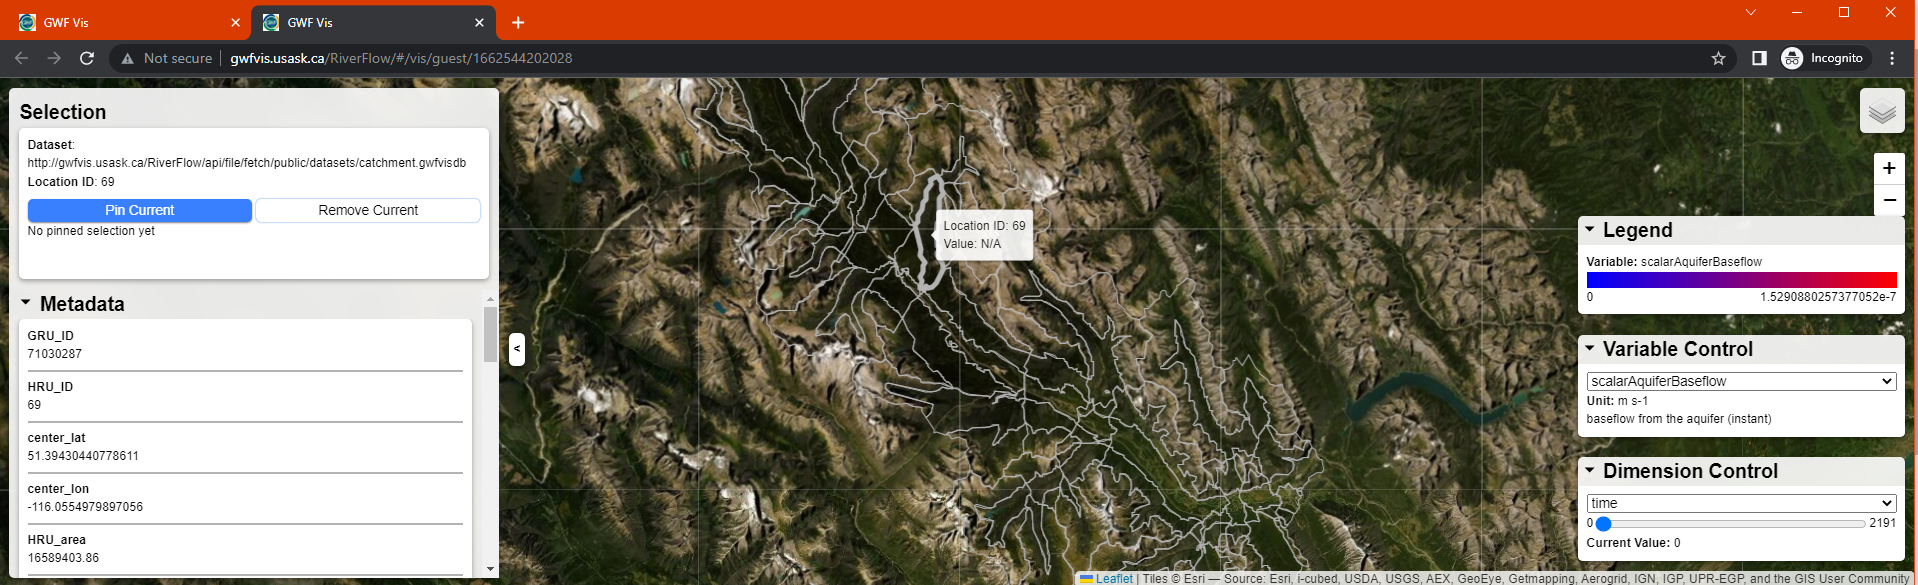 GWF Vis
GWF Vis
Not secure
gwfvis.usask.ca/RiverFlow/#/vis/guest/1662544202028
Incognito
Selection
Dataset:
http://gwfvis.usask.ca/RiverFlow/api/file/fetch/public/datasets/catchment.gwfvisdb
Location ID: 69
Pin Current
Remove Current
No pinned selection yet
Metadata
GRU_ID
71030287
HRU_ID
69
center_lat
51.39430440778611
center_lon
-116.0554979897056
HRU_area
16589403.86
<
Location ID: 69
Value: N/A
+
−
Legend
Variable: scalarAquiferBaseflow
0 1.5290880257377052e-7
Variable Control
scalarAquiferBaseflow
Unit: m s-1
baseflow from the aquifer (instant)
Dimension Control
time
0 2191
Current Value: 0
Leaflet | Tiles © Esri — Source: Esri, i-cubed, USDA, USGS, AEX, GeoEye, Getmapping, Aerogrid, IGN, IGP, UPR-EGP, and the GIS User Community